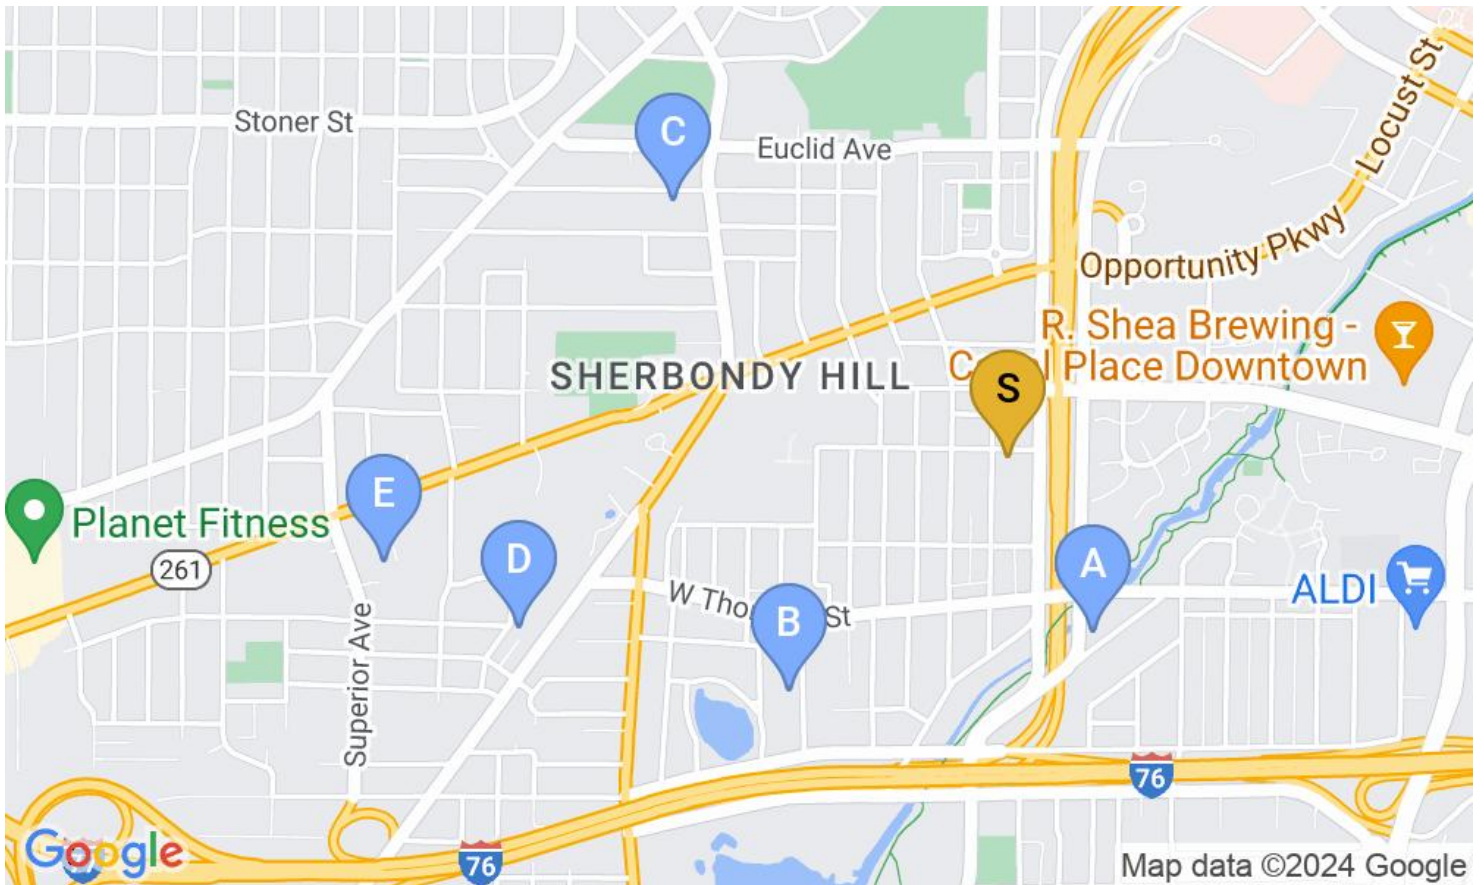 Stoner St
C
Euclid Ave
Locust St
Opportunity Pkwy
R. Shea Brewing -
Place Downtown
SHERBONDY HILL
S
E
Planet Fitness
261
D
A
W Tho
St
B
ALDI
Superior Ave
76
76
Google
Map data ©2024 Google